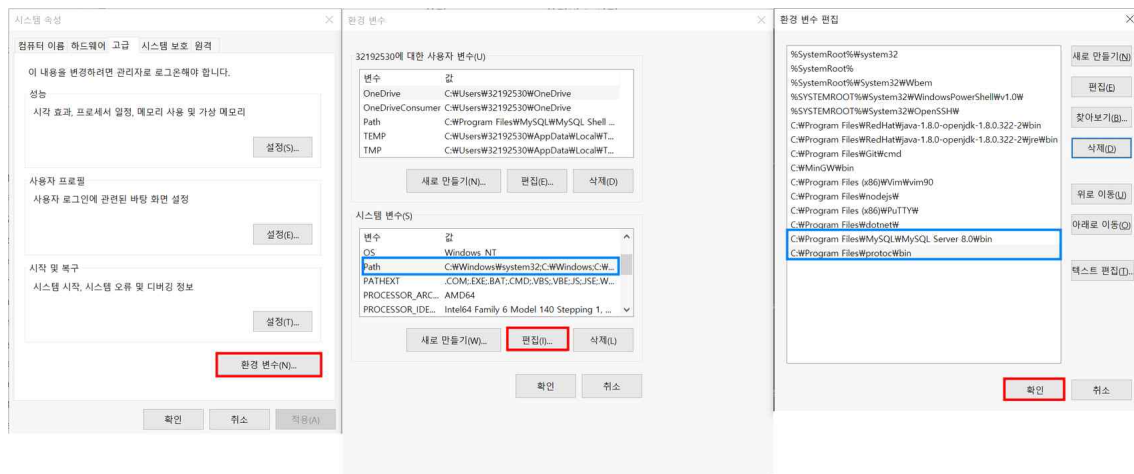 시스템 속성
컴퓨터 이름 하드웨어 고급 시스템 보호 원격
이 내용을 변경하려면 관리자로 로그온해야 합니다.
성능
시각 효과, 프로세서 일정, 메모리 사용 및 가상 메모리
설정(S)...
사용자 프로필
사용자 로그인에 관련된 바탕 화면 설정
설정(E)...
시작 및 복구
시스템 시작, 시스템 오류 및 디버깅 정보
설정(T)...
환경 변수(N)...
확인 취소 적용(A)
환경 변수
32192530에 대한 사용자 변수(U)
변수 값
OneDrive C:₩Users₩32192530₩OneDrive
OneDriveConsumer C:₩Users₩32192530₩OneDrive
Path C:₩Program Files₩MySQL₩MySQL Shell ...
TEMP C:₩Users₩32192530₩AppData₩Local₩T...
TMP C:₩Users₩32192530₩AppData₩Local₩T...
새로 만들기(N)... 편집(E)... 삭제(D)
시스템 변수(S)
변수 값
OS Windows_NT
Path C:₩Windows₩system32;C:₩Windows;C:₩...
PATHEXT .COM;.EXE;.BAT;.CMD;.VBS;.VBE;.JS;.JSE;.W...
PROCESSOR_ARC... AMD64
PROCESSOR_IDE... Intel64 Family 6 Model 140 Stepping 1, ...
새로 만들기(W)... 편집(I)... 삭제(L)
확인 취소
환경 변수 편집
%SystemRoot%₩system32
%SystemRoot%
%SystemRoot%₩System32₩Wbem
%SYSTEMROOT%₩System32₩WindowsPowerShell₩v1.0₩
%SYSTEMROOT%₩System32₩OpenSSH₩
C:₩Program Files₩RedHat₩java-1.8.0-openjdk-1.8.0.322-2₩bin
C:₩Program Files₩RedHat₩java-1.8.0-openjdk-1.8.0.322-2₩jre₩bin
C:₩Program Files₩Git₩cmd
C:₩MinGW₩bin
C:₩Program Files (x86)₩Vim₩vim90
C:₩Program Files₩nodejs₩
C:₩Program Files (x86)₩PuTTY₩
C:₩Program Files₩dotnet₩
C:₩Program Files₩MySQL₩MySQL Server 8.0₩bin
C:₩Program Files₩protoc₩bin
새로 만들기(N)
편집(E)
찾아보기(B)...
삭제(D)
위로 이동(U)
아래로 이동(O)
텍스트 편집(T)...
확인 취소